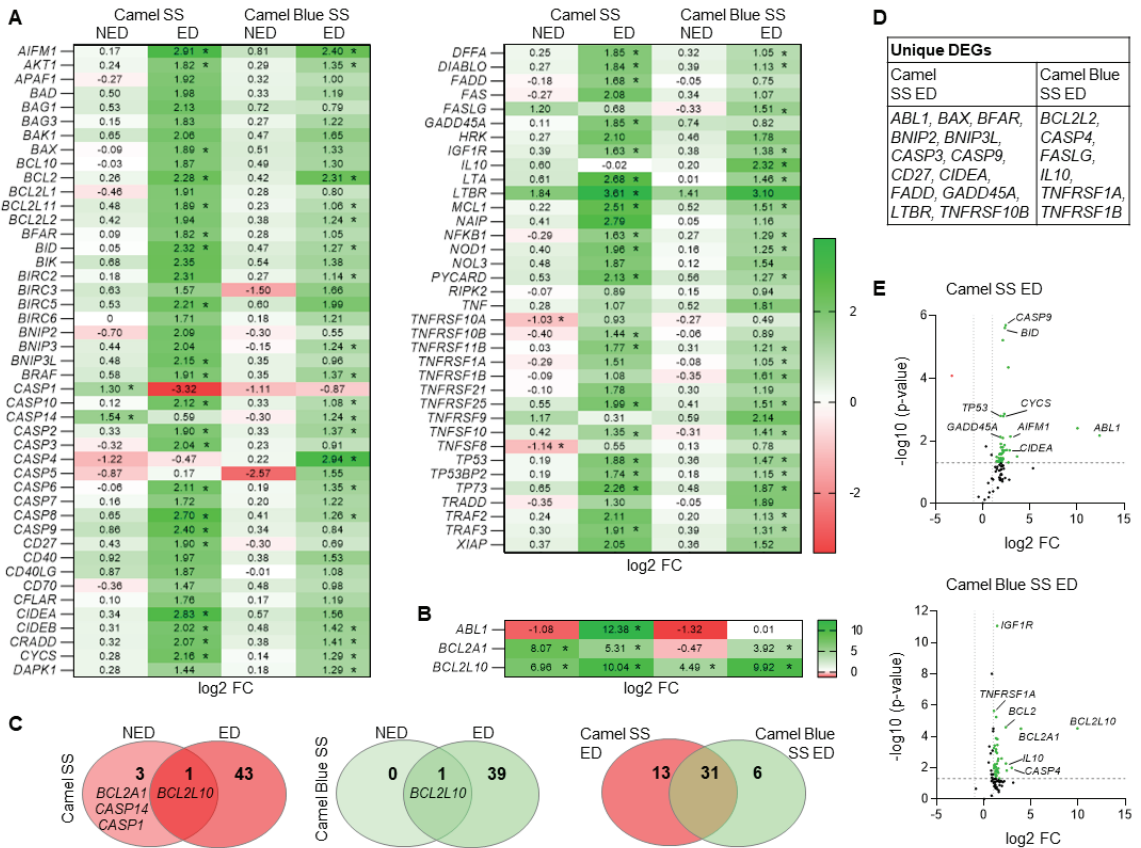 A
Camel SS Camel Blue SS
NED ED NED ED
AIFM1 0.17 2.91 * 0.81 2.40 *
AKT1 0.24 1.82 * 0.29 1.35 *
APAF1 -0.27 1.92 0.32 1.00
BAD 0.50 1.98 0.33 1.19
BAG1 0.53 2.13 0.72 0.79
BAG3 0.15 1.83 0.27 1.22
BAK1 0.65 2.06 0.47 1.65
BAX -0.09 1.89 * 0.51 1.33
BCL10 -0.03 1.87 0.49 1.30
BCL2 0.26 2.28 * 0.42 2.31 *
BCL2L1 -0.46 1.91 0.28 0.80
BCL2L11 0.48 1.89 * 0.23 1.06 *
BCL2L2 0.42 1.94 0.38 1.24 *
BFAR 0.09 1.82 * 0.28 1.05
BID 0.05 2.32 * 0.47 1.27 *
BIK 0.68 2.35 0.54 1.38
BIRC2 0.18 2.31 0.27 1.14 *
BIRC3 0.63 1.57 -1.50 1.66
BIRC5 0.53 2.21 * 0.60 1.99
BIRC6 0 1.71 0.18 1.21
BNIP2 -0.70 2.09 -0.30 0.55
BNIP3 0.44 2.04 -0.15 1.24 *
BNIP3L 0.48 2.15 * 0.35 0.96
BRAF 0.58 1.91 * 0.35 1.37 *
CASP1 1.30 * -3.32 -1.11 -0.87
CASP10 0.12 2.12 * 0.33 1.08 *
CASP14 1.54 * 0.59 -0.30 1.24 *
CASP2 0.33 1.90 * 0.33 1.37 *
CASP3 -0.32 2.04 * 0.23 0.91
CASP4 -1.22 -0.47 0.22 2.94 *
CASP5 -0.87 0.17 -2.57 1.55
CASP6 -0.06 2.11 * 0.19 1.35 *
CASP7 0.16 1.72 0.20 1.22
CASP8 0.65 2.70 * 0.41 1.26 *
CASP9 0.86 2.40 * 0.34 0.84
CD27 0.43 1.90 * -0.30 0.69
CD40 0.92 1.97 0.38 1.53
CD40LG 0.87 1.87 -0.01 1.08
CD70 -0.36 1.47 0.48 0.98
CFLAR 0.10 1.76 0.17 1.19
CIDEA 0.34 2.83 * 0.57 1.56
CIDEB 0.31 2.02 * 0.48 1.42 *
CRADD 0.32 2.07 * 0.38 1.41 *
CYCS 0.28 2.16 * 0.14 1.29 *
DAPK1 0.28 1.44 0.18 1.29 *
log2 FC
Camel SS Camel Blue SS
NED ED NED ED
DFFA 0.25 1.85 * 0.32 1.05 *
DIABLO 0.27 1.84 * 0.39 1.13 *
FADD -0.18 1.68 * -0.05 0.75
FAS -0.27 2.08 0.34 1.07
FASLG 1.20 0.68 -0.33 1.51 *
GADD45A 0.11 1.85 * 0.74 0.82
HRK 0.27 2.10 0.46 1.78
IGF1R 0.39 1.63 * 0.38 1.38 *
IL10 0.60 -0.02 0.20 2.32 *
LTA 0.61 2.68 * 0.01 1.46 *
LTBR 1.84 3.61 * 1.41 3.10
MCL1 0.22 2.51 * 0.52 1.51 *
NAIP 0.41 2.79 0.05 1.16
NFKB1 -0.29 1.63 * 0.27 1.29 *
NOD1 0.40 1.96 * 0.16 1.25 *
NOL3 0.48 1.87 0.12 1.54
PYCARD 0.53 2.13 * 0.56 1.27 *
RIPK2 -0.07 0.89 0.15 0.94
TNF 0.28 1.07 0.52 1.81
TNFRSF10A -1.03 * 0.93 -0.27 0.49
TNFRSF10B -0.40 1.44 * -0.06 0.89
TNFRSF11B 0.03 1.77 * 0.31 1.21 *
TNFRSF1A -0.29 1.51 -0.08 1.05 *
TNFRSF1B -0.09 1.08 -0.35 1.61 *
TNFRSF21 -0.10 1.78 0.30 1.19
TNFRSF25 0.55 1.99 * 0.41 1.51 *
TNFRSF9 1.17 0.31 0.59 2.14
TNFSF10 0.42 1.35 * -0.31 1.41 *
TNFSF8 -1.14 * 0.55 0.13 0.78
TP53 0.19 1.88 * 0.36 1.47 *
TP53BP2 0.19 1.74 * 0.18 1.15 *
TP73 0.65 2.26 * 0.48 1.87 *
TRADD -0.35 1.30 -0.05 1.89
TRAF2 0.24 2.11 0.20 1.13 *
TRAF3 0.30 1.91 * 0.39 1.31 *
XIAP 0.37 2.05 0.36 1.52
log2 FC
2
0
-2
B
ABL1 -1.08 12.38 * -1.32 0.01
BCL2A1 8.07 * 5.31 * -0.47 3.92 *
BCL2L10 6.96 * 10.04 * 4.49 * 9.92 *
log2 FC
10
5
0
C
Camel SS
NED ED
3 1 43
BCL2A1 BCL2L10
CASP14
CASP1
Camel Blue SS
NED ED
0 1 39
BCL2L10
Camel SS
ED
Camel Blue
SS ED
13 31 6
D
Unique DEGs
Camel
SS ED
Camel Blue
SS ED
ABL1, BAX, BFAR,
BNIP2, BNIP3L,
CASP3, CASP9,
CD27, CIDEA,
FADD, GADD45A,
LTBR, TNFRSF10B
BCL2L2,
CASP4,
FASLG,
IL10,
TNFRSF1A,
TNFRSF1B
E
Camel SS ED
-log10 (p-value)
6
4
2
0
CASP9
BID
TP53 CYCS
GADD45A AIFM1 ABL1
CIDEA
-5 0 5 10 15
log2 FC
Camel Blue SS ED
-log10 (p-value)
12
10
8
6
4
2
0
IGF1R
TNFRSF1A
BCL2 BCL2L10
BCL2A1
IL10
CASP4
-5 0 5 10 15
log2 FC